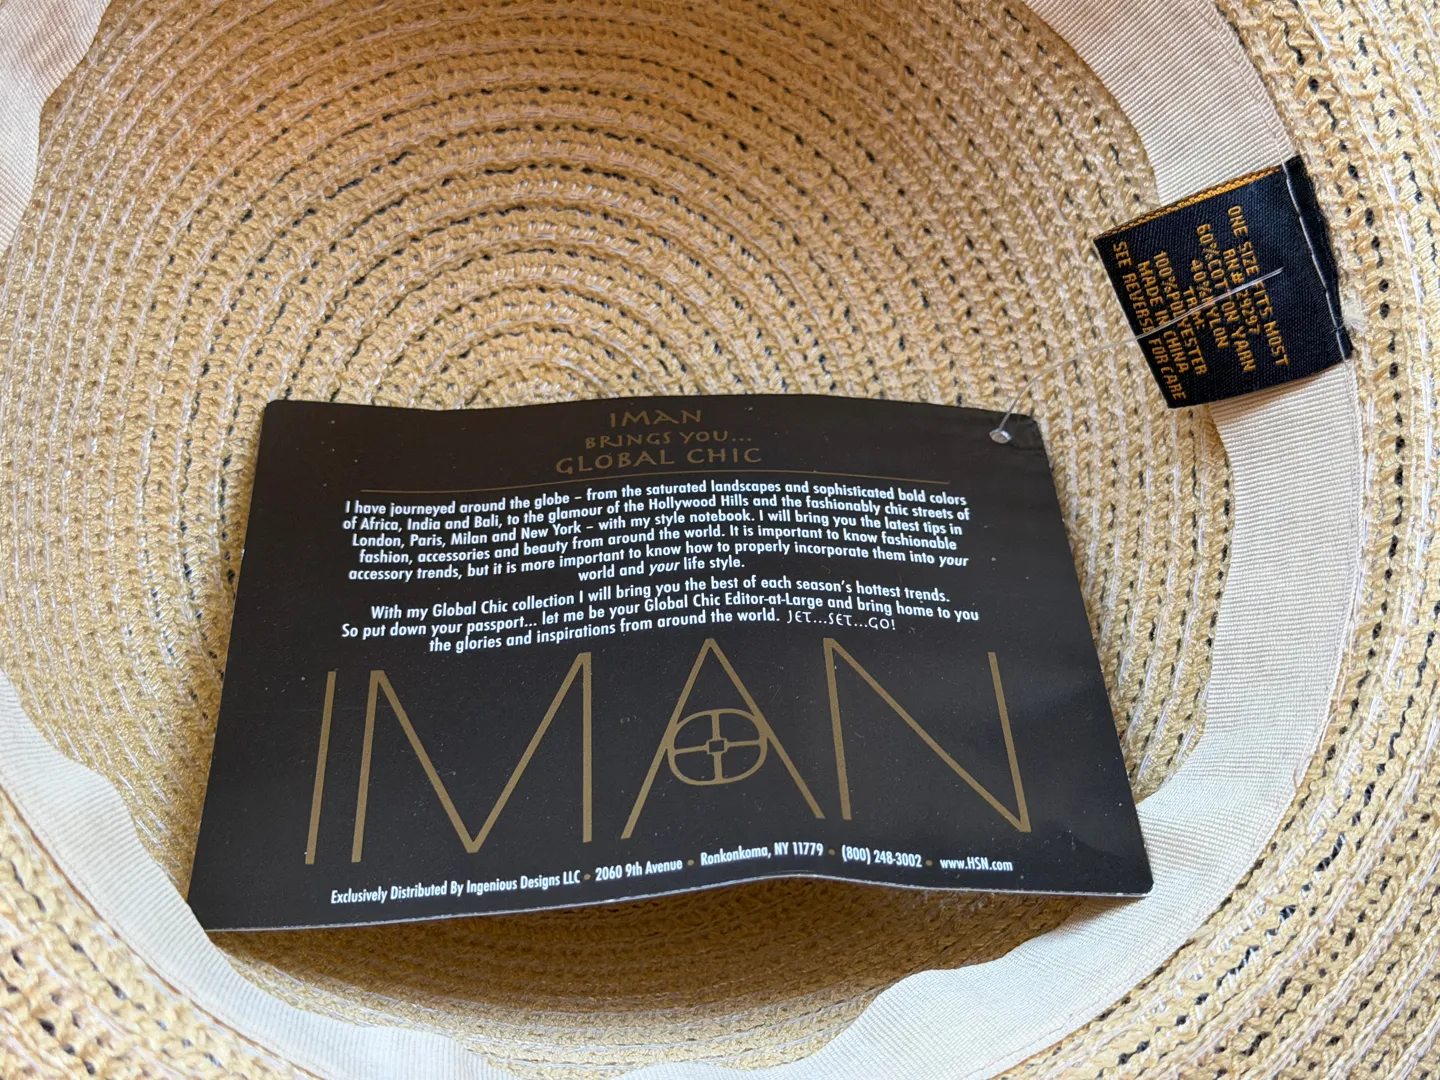 IMAN
BRINGS YOU...
GLOBAL CHIC
I have journeyed around the globe – from the saturated landscapes and sophisticated bold colors
of Africa, India and Bali, to the glamour of the Hollywood Hills and the fashionably chic streets of
London, Paris, Milan and New York – with my style notebook. I will bring you the latest tips in
fashion, accessories and beauty from around the world. It is important to know fashionable
accessory trends, but it is more important to know how to properly incorporate them into your
world and your life style.
With my Global Chic collection I will bring you the best of each season's hottest trends.
So put down your passport... let me be your Global Chic Editor-at-Large and bring home to you
the glories and inspirations from around the world. JET...SET...GO!
IMAN
Exclusively Distributed By Ingenious Designs LLC • 2060 9th Avenue • Ronkonkoma, NY 11779 • (800) 248-3002 • www.HSN.com
ONE SIZE FITS MOST
RN# 29297
60%COTTON YARN
40%NYLON
TRIM:
100%POLYESTER
MADE IN CHINA
SEE REVERSE FOR CARE